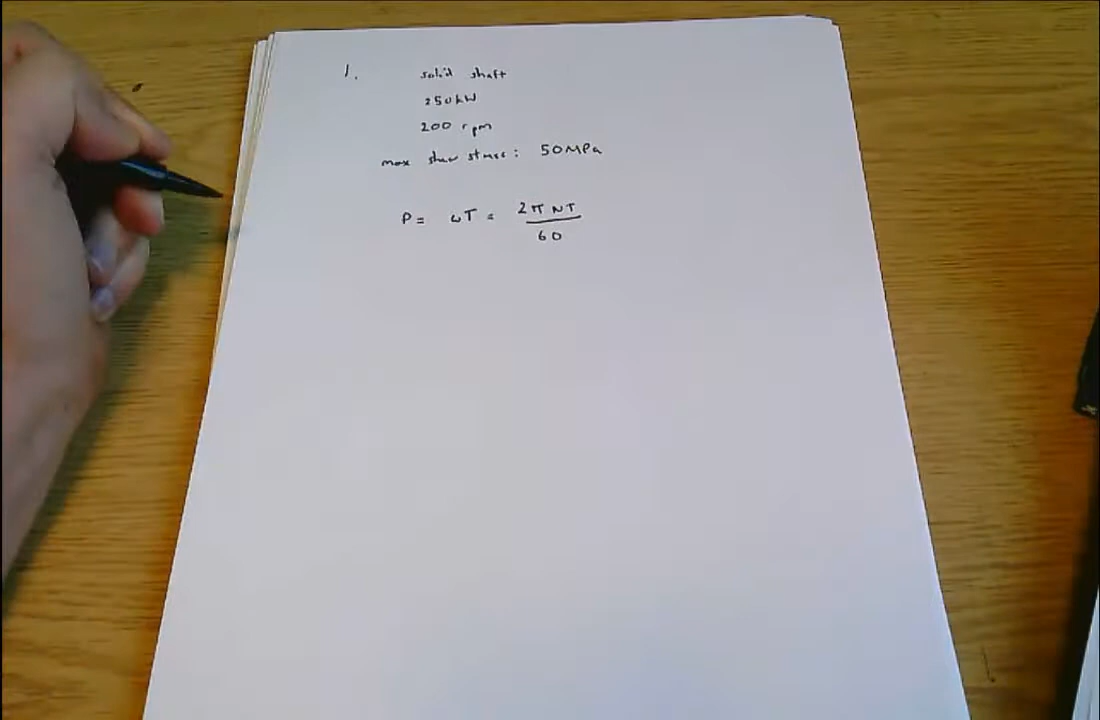 1. solid shaft
250kW
200 rpm
max shear stress: 50MPa
P = ωT = 2πNT
60